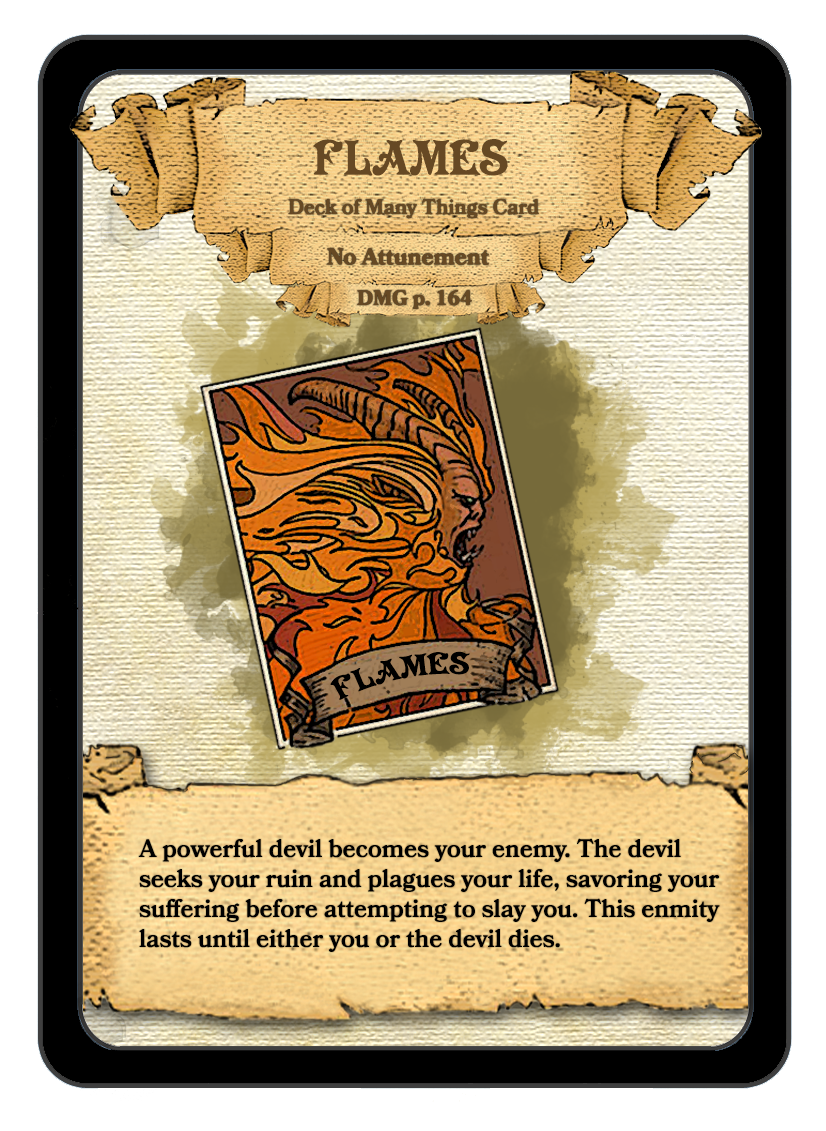 FLAMES
Deck of Many Things Card
No Attunement
DMG p. 164
FLAMES
A powerful devil becomes your enemy. The devil
seeks your ruin and plagues your life, savoring your
suffering before attempting to slay you. This enmity
lasts until either you or the devil dies.